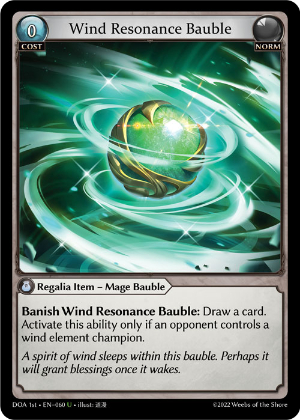 0 Wind Resonance Bauble
COST NORM
Regalia Item – Mage Bauble
Banish Wind Resonance Bauble: Draw a card.
Activate this ability only if an opponent controls a
wind element champion.
A spirit of wind sleeps within this bauble. Perhaps it
will grant blessings once it wakes.
DOA 1st • EN–060 U • illust:
©2022 Weebs of the Shore